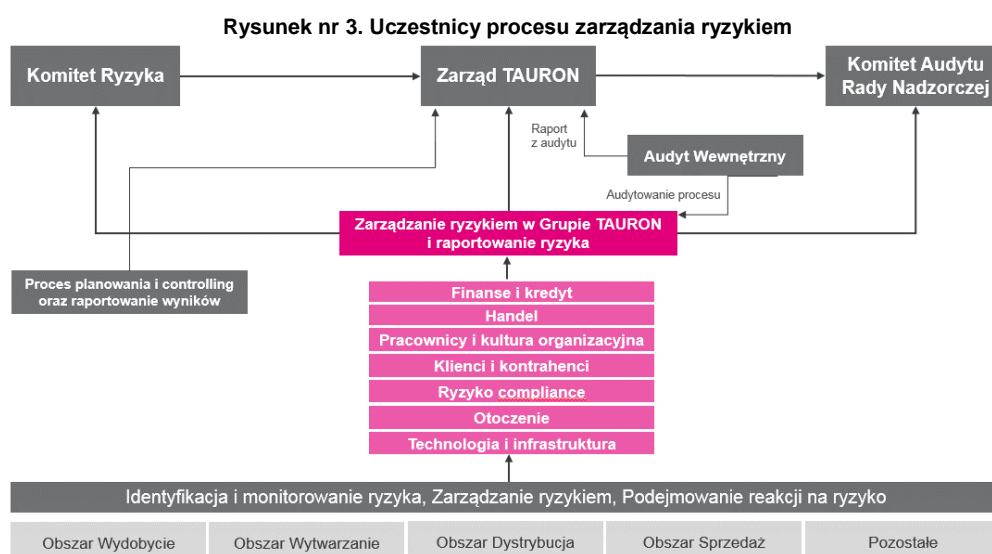 Rysunek nr 3. Uczestnicy procesu zarządzania ryzykiem
Komitet Ryzyka
Zarząd TAURON
Komitet Audytu
Rady Nadzorczej
Raport
z audytu
Audyt Wewnętrzny
Audytowanie procesu
Zarządzanie ryzykiem w Grupie TAURON
i raportowanie ryzyka
Proces planowania i controlling
oraz raportowanie wyników
Finanse i kredyt
Handel
Pracownicy i kultura organizacyjna
Klienci i kontrahenci
Ryzyko compliance
Otoczenie
Technologia i infrastruktura
Identyfikacja i monitorowanie ryzyka, Zarządzanie ryzykiem, Podejmowanie reakcji na ryzyko
Obszar Wydobycie
Obszar Wytwarzanie
Obszar Dystrybucja
Obszar Sprzedaż
Pozostałe